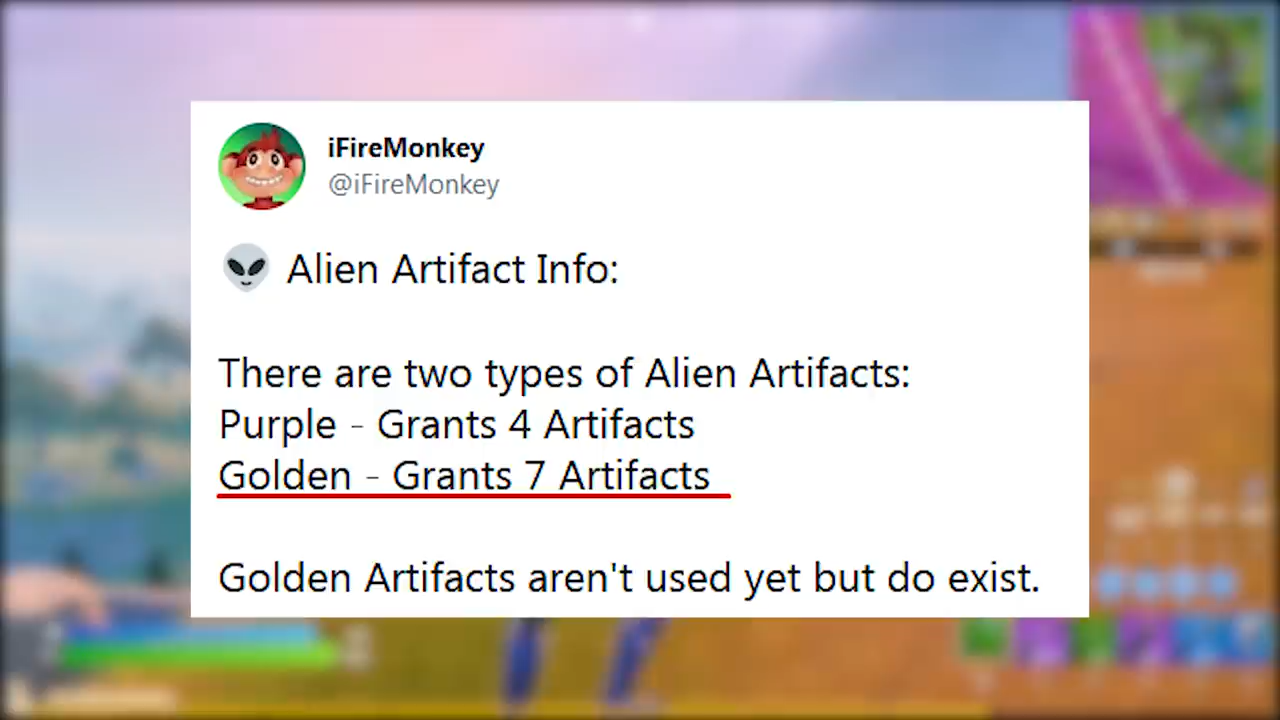 iFireMonkey
@iFireMonkey
👽 Alien Artifact Info:
There are two types of Alien Artifacts:
Purple - Grants 4 Artifacts
Golden - Grants 7 Artifacts
Golden Artifacts aren't used yet but do exist.